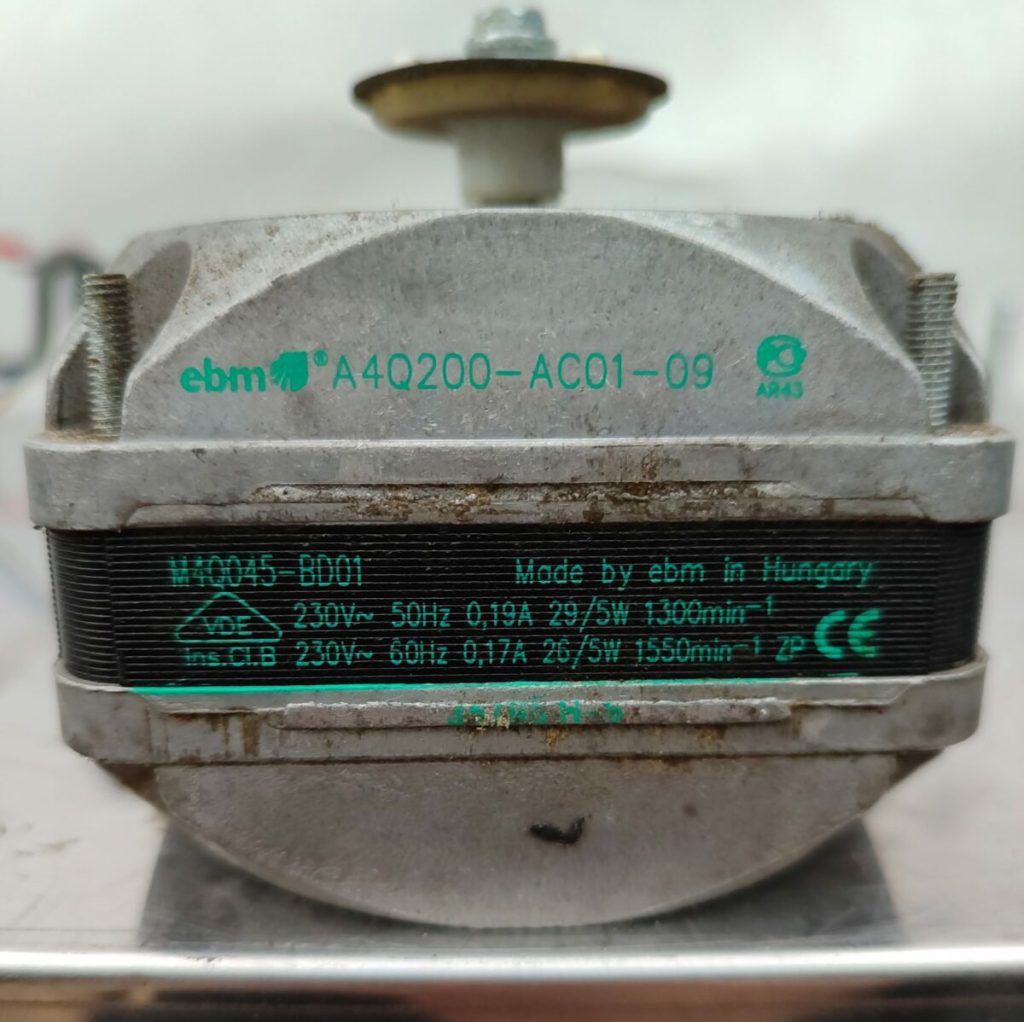 ebm® A4Q200-AC01-09
AR43
M4Q045-BD01 Made by ebm in Hungary
VDE 230V~ 50Hz 0,19A 29/5W 1300min-1
ins.Cl.B 230V~ 60Hz 0,17A 26/5W 1550min-1 ZP CE